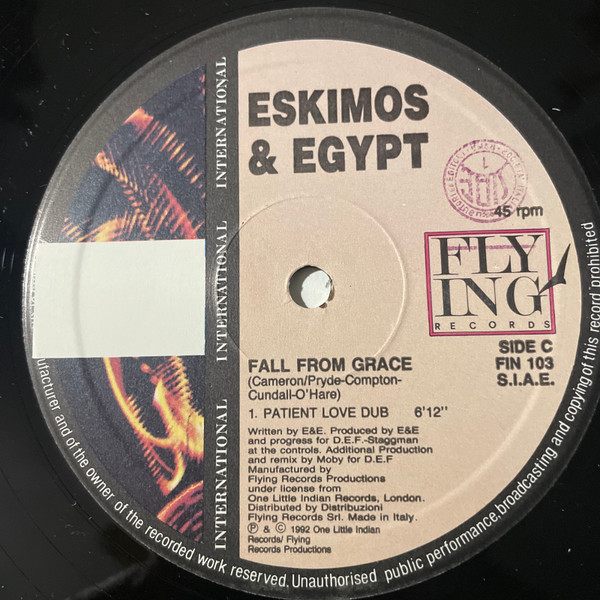 ESKIMOS
& EGYPT
INTERNATIONAL
INTERNATIONAL
INTERNATIONAL
45 rpm
FLY
ING
RECORDS
SIDE C
FIN 103
S.I.A.E.
FALL FROM GRACE
(Cameron/Pryde-Compton-
Cundall-O'Hare)
1. PATIENT LOVE DUB 6'12''
Written by E&E. Produced by E&E
and progress for D.E.F.-Staggman
at the controls. Additional Production
and remix by Moby for D.E.F
Manufactured by
Flying Records Productions
under license from
One Little Indian Records, London.
Distributed by Distribuzioni
Flying Records Srl. Made in Italy.
℗ & © 1992 One Little Indian
Records/ Flying
Records Productions
ufacturer and of the owner of the recorded work reserved. Unauthorised public performance, broadcasting and copying of this record prohibited